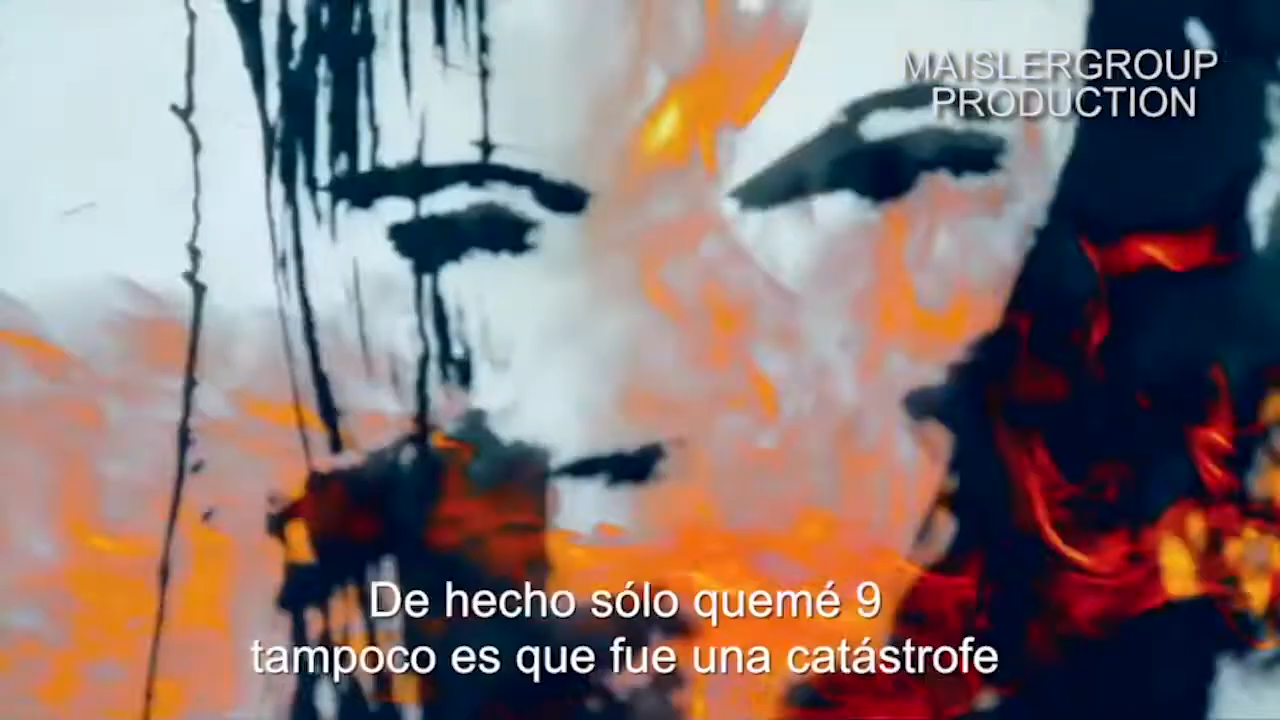 MAISLERGROUP
PRODUCTION
De hecho sólo quemé 9
tampoco es que fue una catástrofe